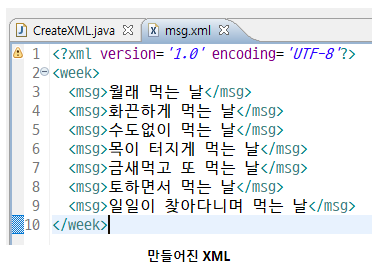 CreateXML.java msg.xml
1 <?xml version='1.0' encoding='UTF-8'?>
2 <week>
3 <msg>월래 먹는 날</msg>
4 <msg>화끈하게 먹는 날</msg>
5 <msg>수도없이 먹는 날</msg>
6 <msg>목이 터지게 먹는 날</msg>
7 <msg>금새먹고 또 먹는 날</msg>
8 <msg>토하면서 먹는 날</msg>
9 <msg>일일이 찾아다니며 먹는 날</msg>
10 </week>
만들어진 XML